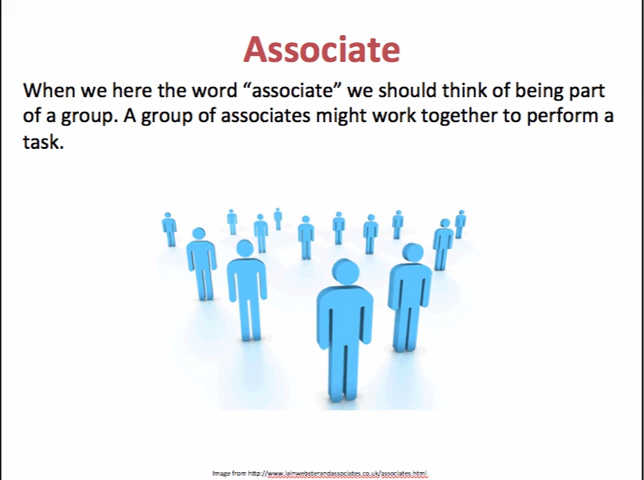 Associate
When we here the word “associate” we should think of being part
of a group. A group of associates might work together to perform a
task.
Image from http://www.iainwebsterandassociates.co.uk/associates.html